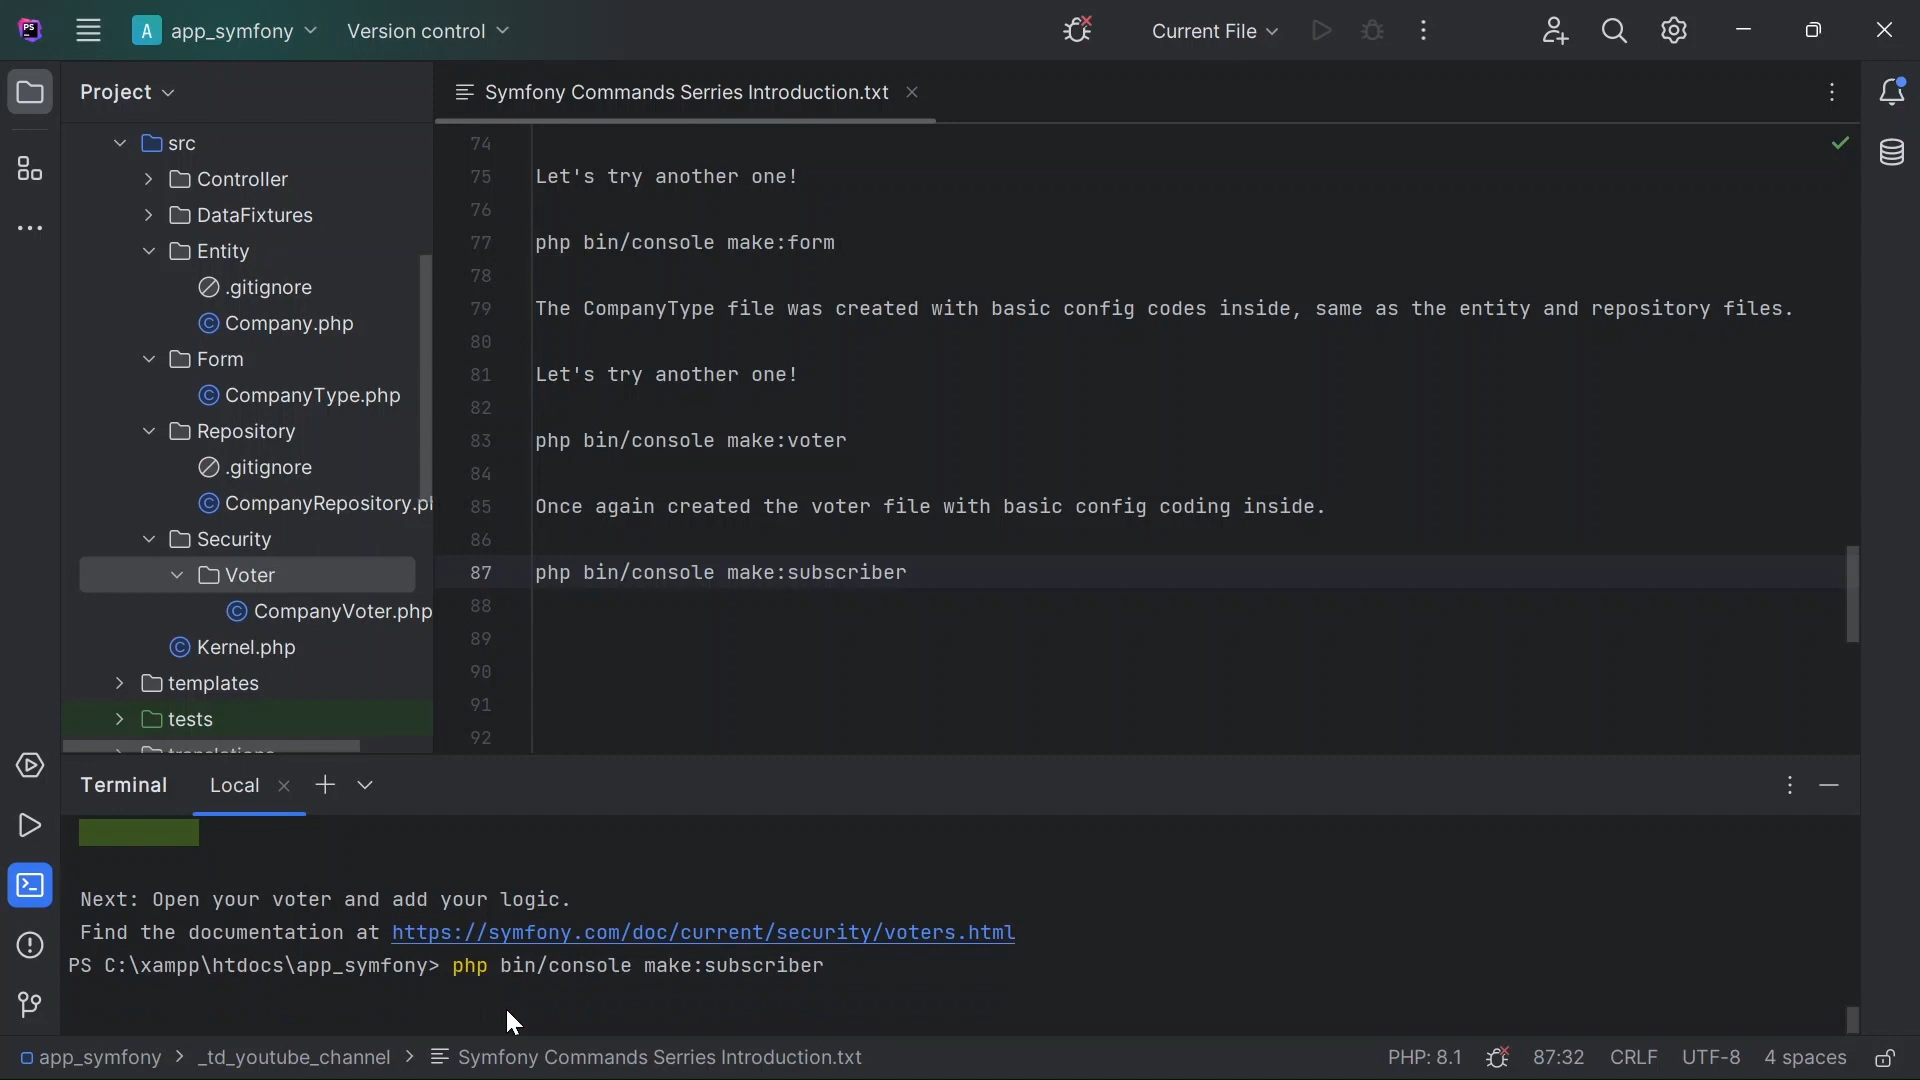 PS
A app_symfony
Version control
Current File
Project
src
Controller
DataFixtures
Entity
.gitignore
Company.php
Form
CompanyType.php
Repository
.gitignore
CompanyRepository.p
Security
Voter
CompanyVoter.php
Kernel.php
templates
tests
Symfony Commands Serries Introduction.txt
74
75 Let's try another one!
76
77 php bin/console make:form
78
79 The CompanyType file was created with basic config codes inside, same as the entity and repository files.
80
81 Let's try another one!
82
83 php bin/console make:voter
84
85 Once again created the voter file with basic config coding inside.
86
87 php bin/console make:subscriber
88
89
90
91
92
Terminal
Local
Next: Open your voter and add your logic.
Find the documentation at https://symfony.com/doc/current/security/voters.html
PS C:\xampp\htdocs\app_symfony> php bin/console make:subscriber
app_symfony > _td_youtube_channel > Symfony Commands Serries Introduction.txt
PHP: 8.1
87:32
CRLF
UTF-8
4 spaces